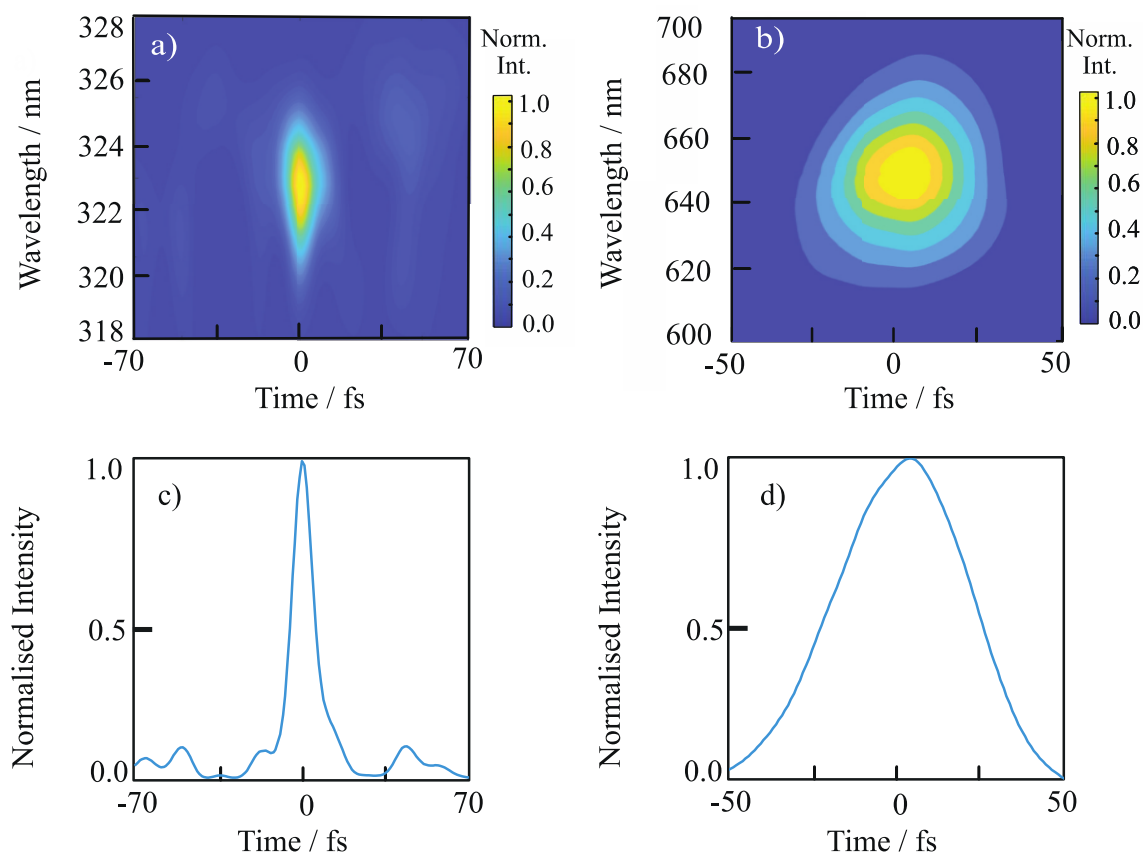 a)
Wavelength / nm
328
326
324
322
320
318
-70
0
70
Time / fs
Norm.
Int.
1.0
0.8
0.6
0.4
0.2
0.0
b)
Wavelength / nm
700
680
660
640
620
600
-50
0
50
Time / fs
Norm.
Int.
1.0
0.8
0.6
0.4
0.2
0.0
c)
Normalised Intensity
1.0
0.5
0.0
-70
0
70
Time / fs
d)
Normalised Intensity
1.0
0.5
0.0
-50
0
50
Time / fs